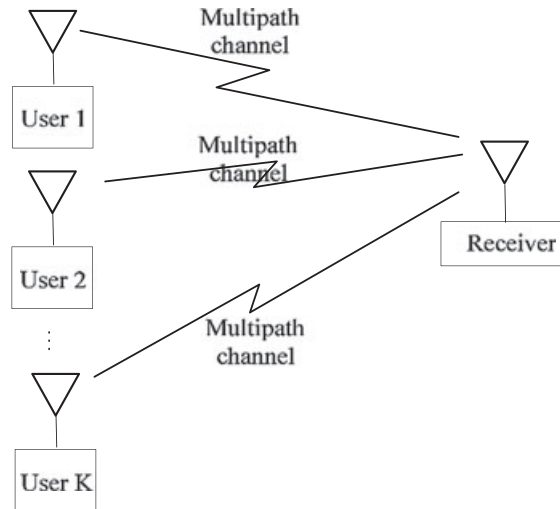 Multipath
channel
User 1
Multipath
channel
Receiver
User 2
⋮
Multipath
channel
User K